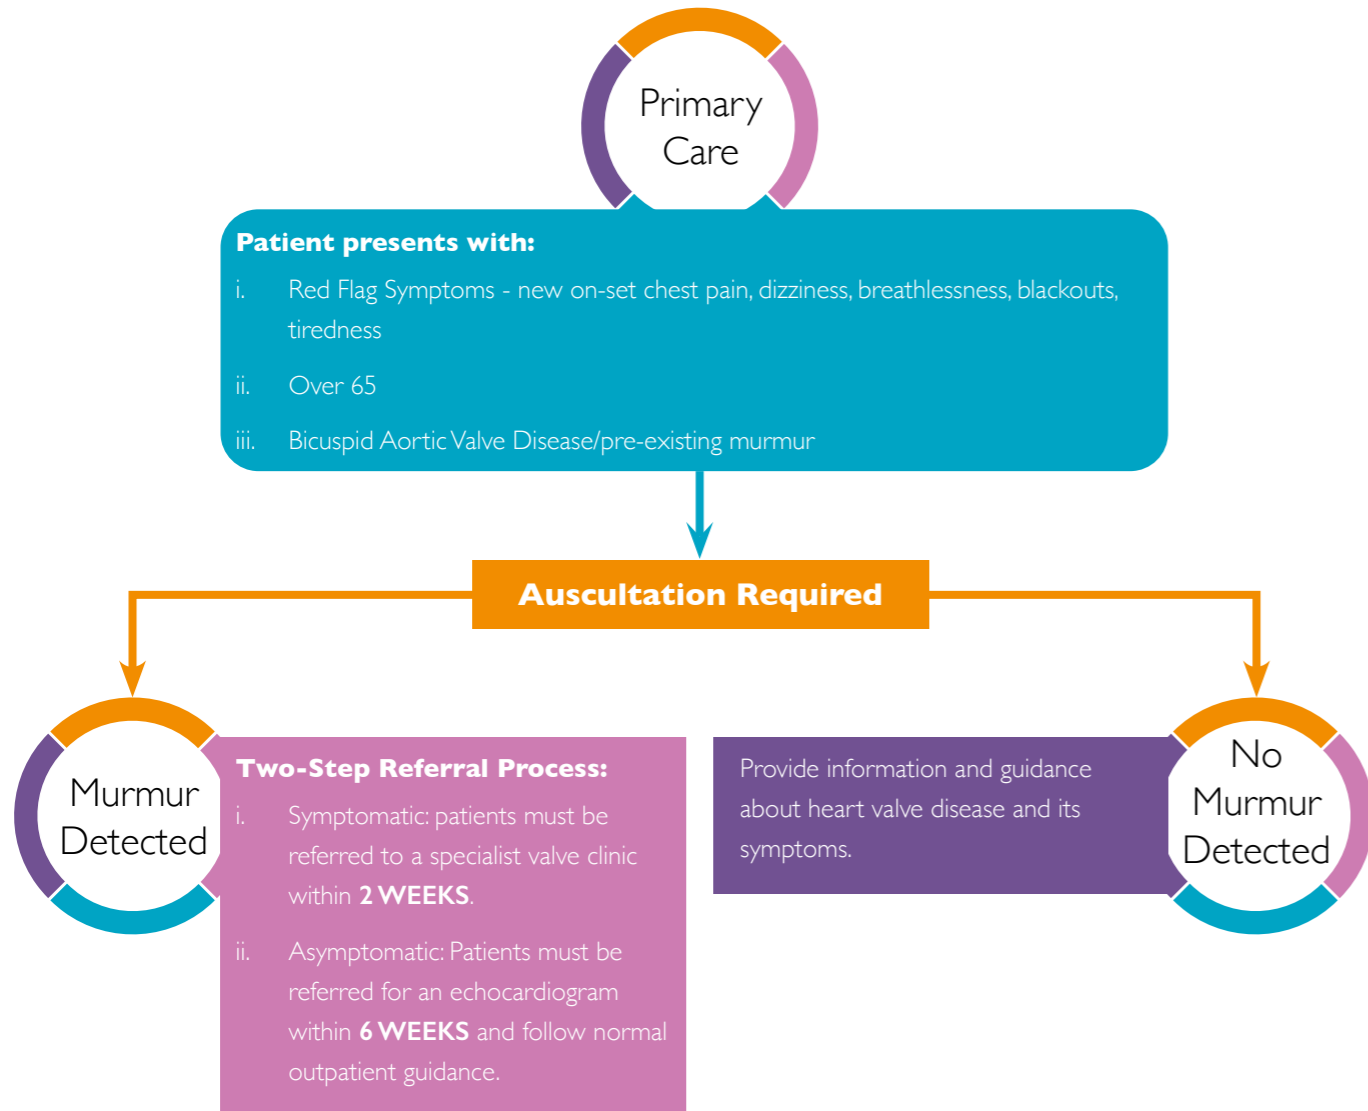 Primary
Care
Patient presents with:
i. Red Flag Symptoms - new on-set chest pain, dizziness, breathlessness, blackouts,
tiredness
ii. Over 65
iii. Bicuspid Aortic Valve Disease/pre-existing murmur
Auscultation Required
Murmur
Detected
Two-Step Referral Process:
i. Symptomatic: patients must be
referred to a specialist valve clinic
within 2 WEEKS.
ii. Asymptomatic: Patients must be
referred for an echocardiogram
within 6 WEEKS and follow normal
outpatient guidance.
Provide information and guidance
about heart valve disease and its
symptoms.
No
Murmur
Detected